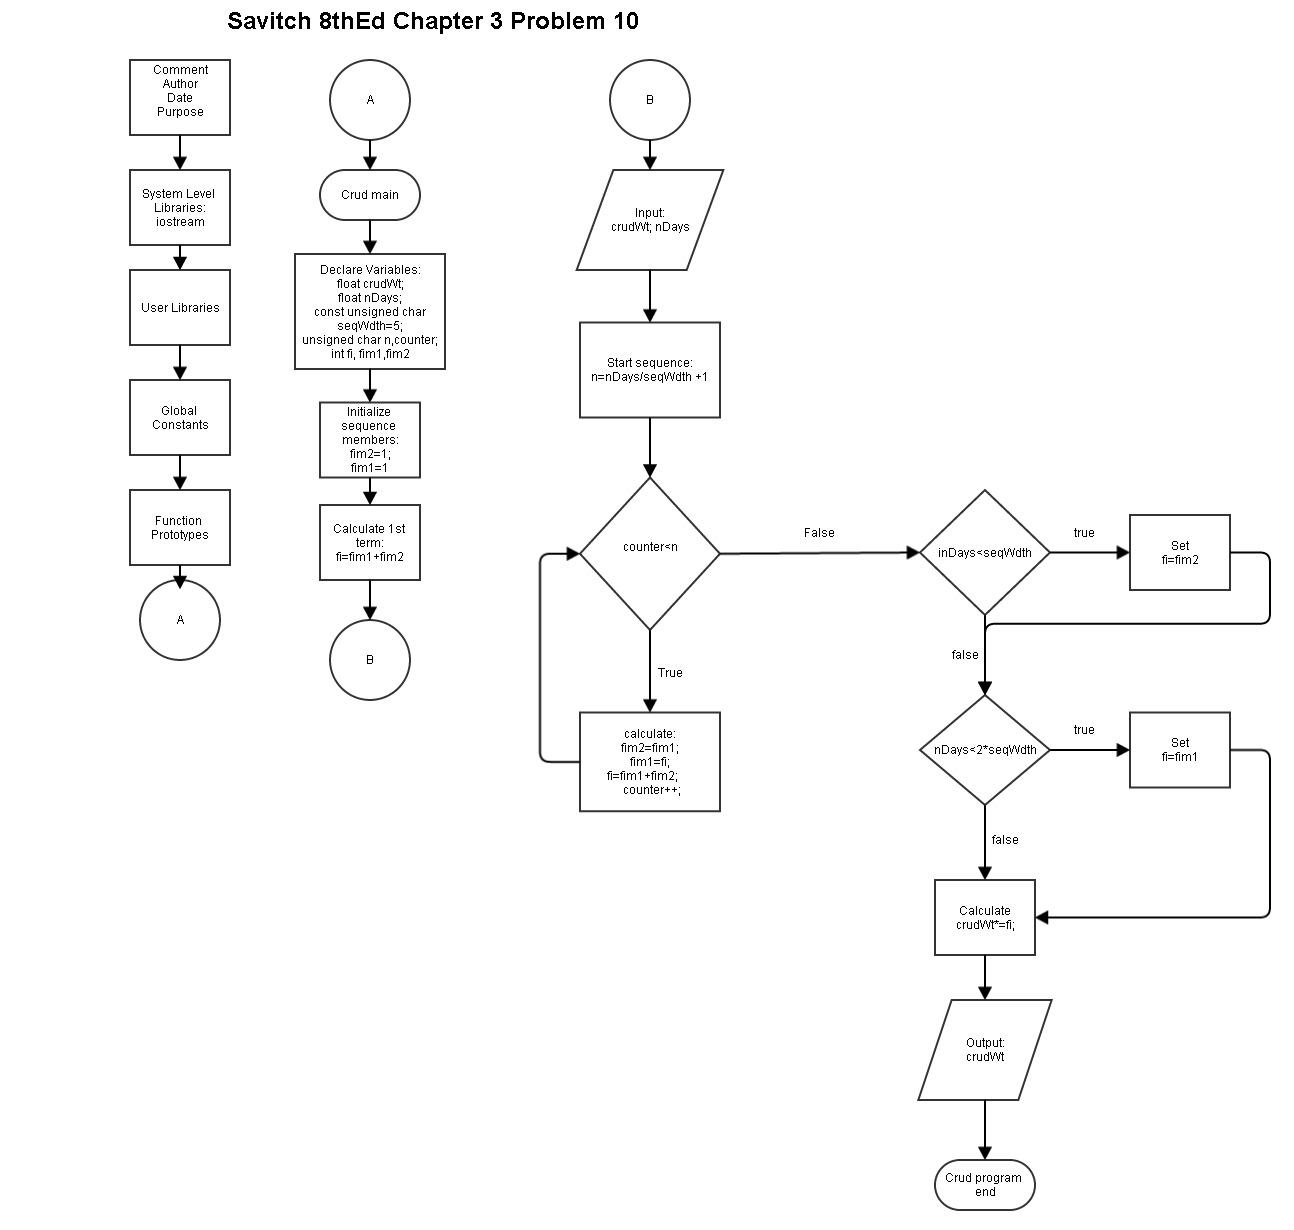 Savitch 8thEd Chapter 3 Problem 10
Comment
Author
Date
Purpose
System Level
Libraries:
iostream
User Libraries
Global
Constants
Function
Prototypes
A
A
Crud main
Declare Variables:
float crudWt;
float nDays;
const unsigned char
seqWdth=5;
unsigned char n,counter;
int fi, fim1,fim2
Initialize
sequence
members:
fim2=1;
fim1=1
Calculate 1st
term:
fi=fim1+fim2
B
B
Input:
crudWt; nDays
Start sequence:
n=nDays/seqWdth +1
counter<n
True
calculate:
fim2=fim1;
fim1=fi;
fi=fim1+fim2;
counter++;
False
inDays<seqWdth
true
Set
fi=fim2
false
nDays<2*seqWdth
true
Set
fi=fim1
false
Calculate
crudWt*=fi;
Output:
crudWt
Crud program
end